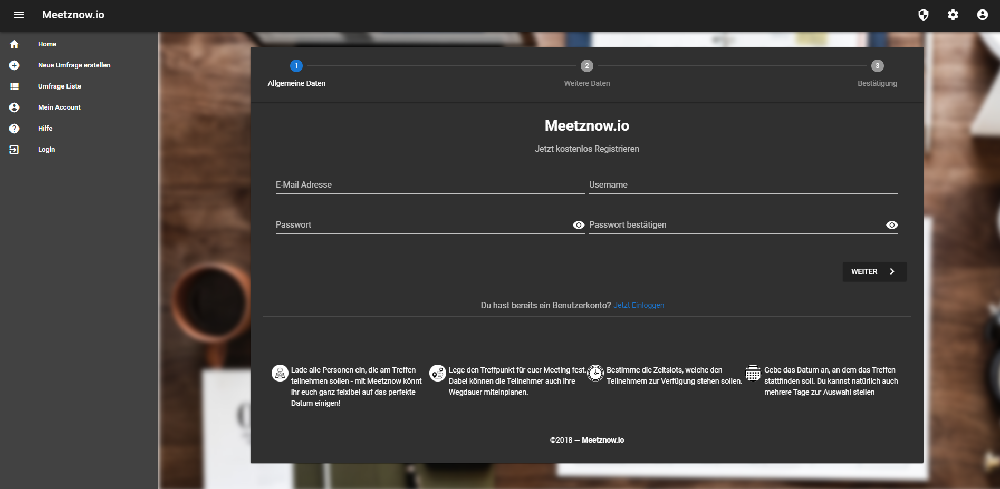 Meetznow.io
Home
Neue Umfrage erstellen
Umfrage Liste
Mein Account
Hilfe
Login
1
2
3
Allgemeine Daten
Weitere Daten
Bestätigung
Meetznow.io
Jetzt kostenlos Registrieren
E-Mail Adresse
Username
Passwort
Passwort bestätigen
WEITER
Du hast bereits ein Benutzerkonto? Jetzt Einloggen
Lade alle Personen ein, die am Treffen
teilnehmen sollen - mit Meetznow könnt
ihr euch ganz felxibel auf das perfekte
Datum einigen!
Lege den Treffpunkt für euer Meeting fest.
Dabei können die Teilnehmer auch ihre
Wegdauer miteinplanen.
Bestimme die Zeitslots, welche den
Teilnehmern zur Verfügung stehen sollen.
Gebe das Datum an, an dem das Treffen
stattfinden soll. Du kannst natürlich auch
mehrere Tage zur Auswahl stellen
©2018 — Meetznow.io